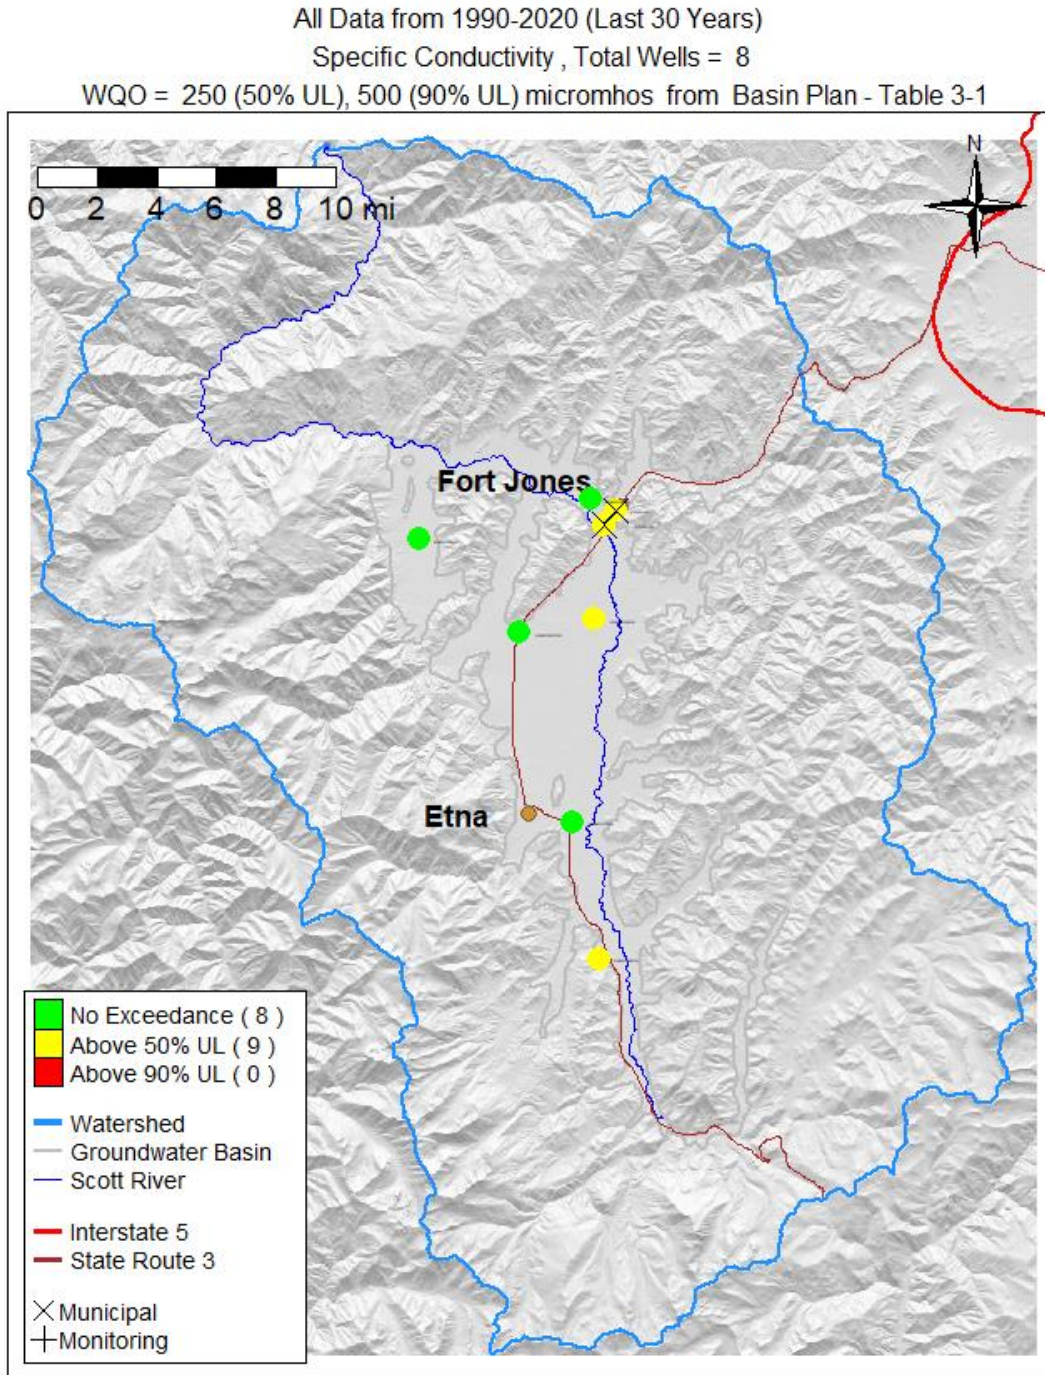 All Data from 1990-2020 (Last 30 Years)
Specific Conductivity , Total Wells = 8
WQO = 250 (50% UL), 500 (90% UL) micromhos from Basin Plan - Table 3-1
N
0 2 4 6 8 10 mi
Fort Jones
Etna
No Exceedance ( 8 )
Above 50% UL ( 9 )
Above 90% UL ( 0 )
Watershed
Groundwater Basin
Scott River
Interstate 5
State Route 3
Municipal
Monitoring